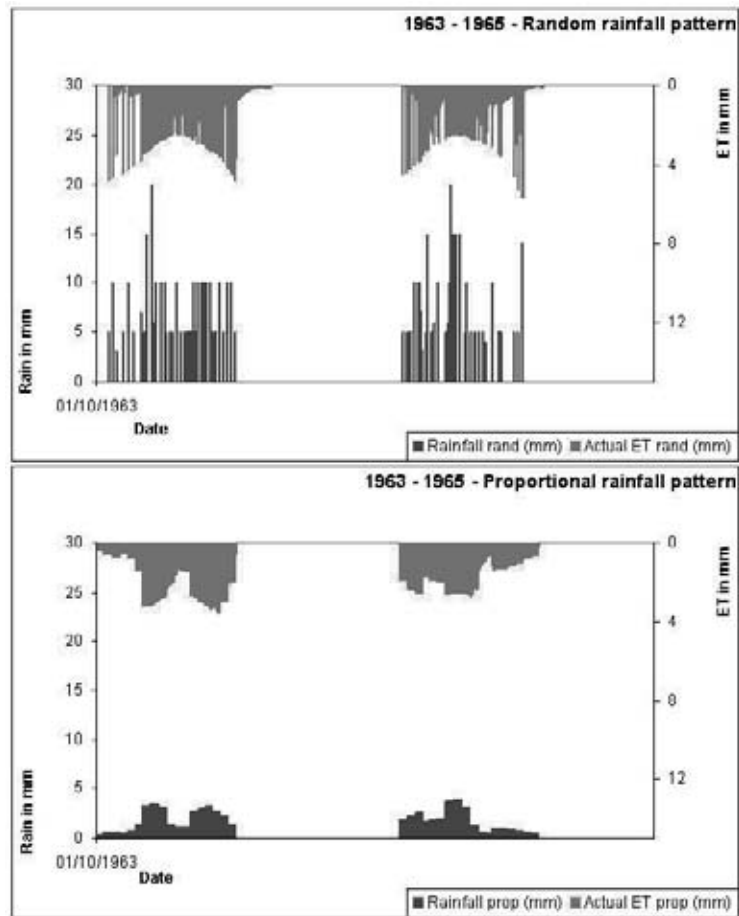 1963 - 1965 - Random rainfall pattern
30
25
20
15
10
5
0
Rain in mm
0
4
8
12
ET in mm
01/10/1963
Date
Rainfall rand (mm) Actual ET rand (mm)
1963 - 1965 - Proportional rainfall pattern
30
25
20
15
10
5
0
Rain in mm
0
4
8
12
ET in mm
01/10/1963
Date
Rainfall prop (mm) Actual ET prop (mm)